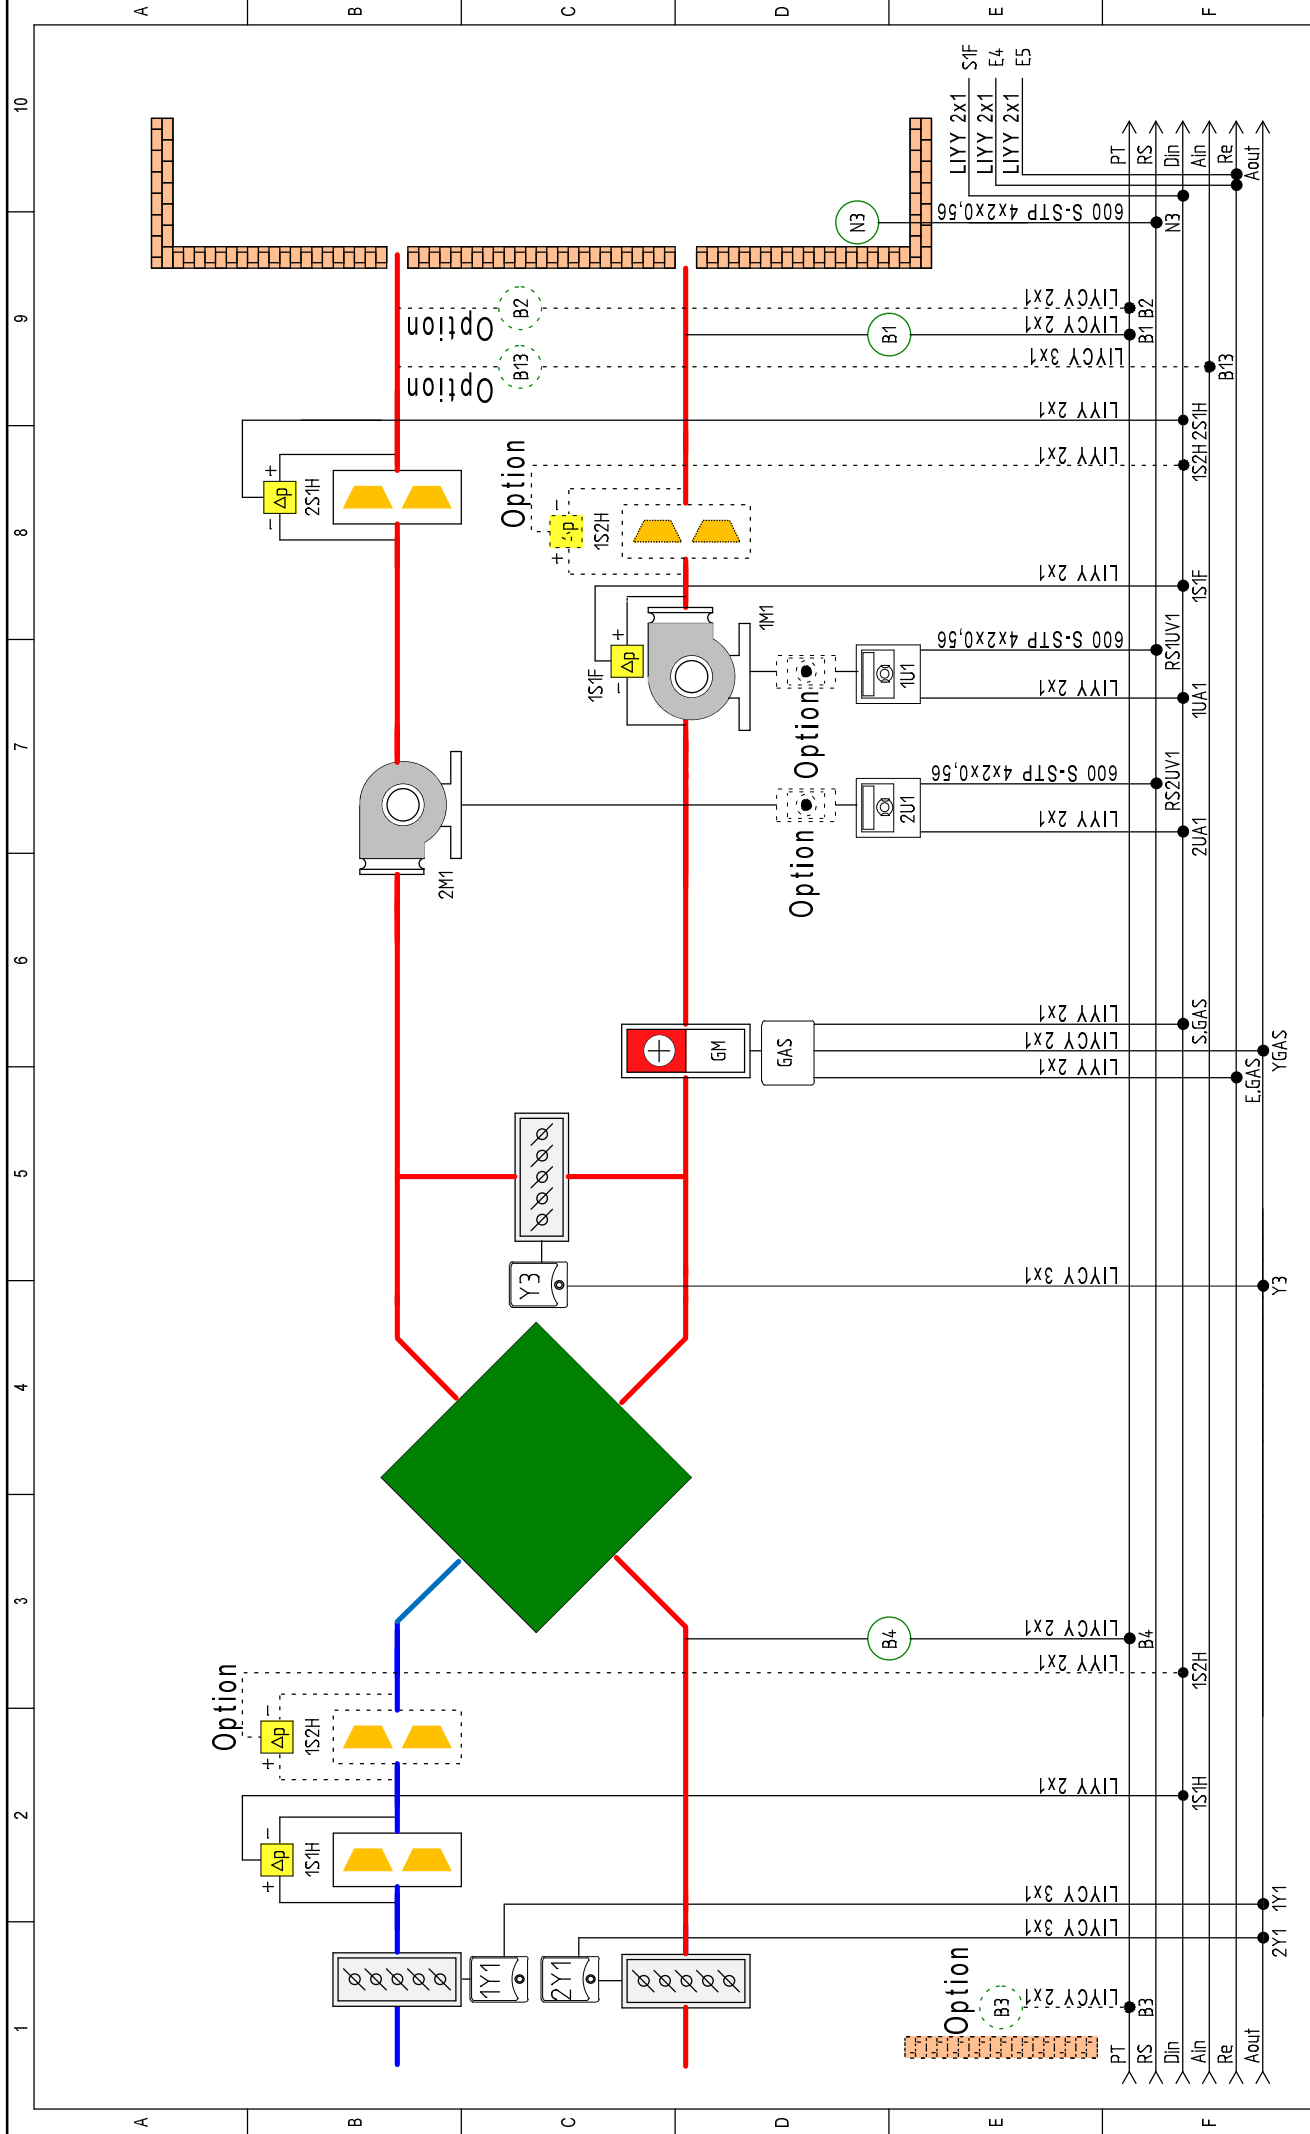 A
B
C
D
E
F
10
9
8
7
6
5
4
3
2
1
S1F
E4
E5
LIYY 2x1
LIYY 2x1
LIYY 2x1
PT
RS
Din
Ain
Re
Aout
N3
600 S-STP 4x2x0,56
N3
Option
B2
LIYCY 2x1
B2
B1
LIYCY 2x1
B1
Option
B13
LIYCY 3x1
B13
LIYY 2x1
2S1H
+
Δp
–
2S1H
Option
LIYY 2x1
1S2H
–
Δp
+
1S2H
LIYY 2x1
1S1F
+
Δp
–
1S1F
1M1
Option
1U1
600 S-STP 4x2x0,56
RS1UV1
LIYY 2x1
1UA1
2M1
Option
2U1
600 S-STP 4x2x0,56
RS2UV1
LIYY 2x1
2UA1
GM
GAS
LIYY 2x1
S.GAS
LIYCY 2x1
YGAS
LIYY 2x1
E.GAS
Y3
LIYCY 3x1
Y3
B4
LIYCY 2x1
B4
Option
LIYY 2x1
1S2H
–
Δp
+
1S2H
LIYY 2x1
1S1H
–
Δp
+
1S1H
1Y1
LIYCY 3x1
1Y1
2Y1
LIYCY 3x1
2Y1
Option
B3
LIYCY 2x1
B3
PT
RS
Din
Ain
Re
Aout
A
B
C
D
E
F